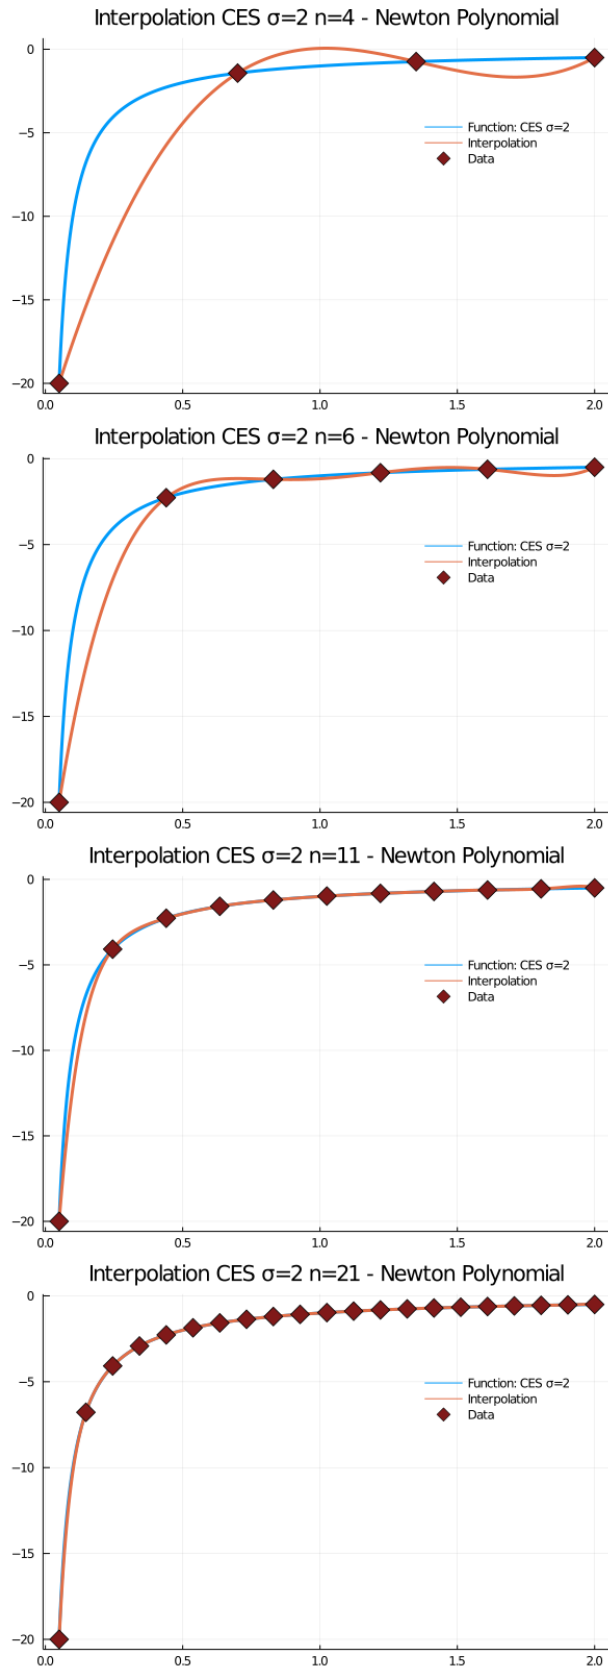 Interpolation CES σ=2 n=4 - Newton Polynomial
0
−5
−10
−15
−20
0.0 0.5 1.0 1.5 2.0
Function: CES σ=2
Interpolation
Data
Interpolation CES σ=2 n=6 - Newton Polynomial
0
−5
−10
−15
−20
0.0 0.5 1.0 1.5 2.0
Function: CES σ=2
Interpolation
Data
Interpolation CES σ=2 n=11 - Newton Polynomial
0
−5
−10
−15
−20
0.0 0.5 1.0 1.5 2.0
Function: CES σ=2
Interpolation
Data
Interpolation CES σ=2 n=21 - Newton Polynomial
0
−5
−10
−15
−20
0.0 0.5 1.0 1.5 2.0
Function: CES σ=2
Interpolation
Data